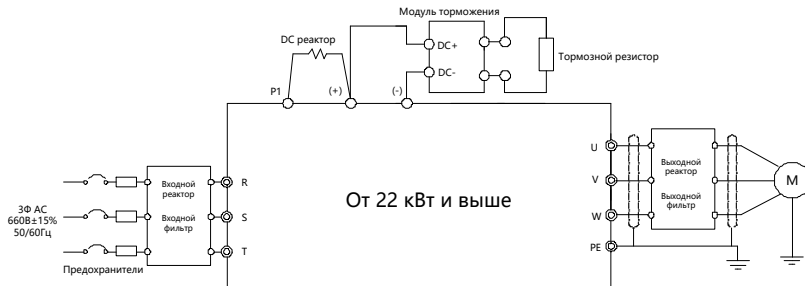 Модуль торможения
DC реактор
DC+
DC-
Тормозной резистор
P1
(+)
(-)
3Ф АС
660В±15%
50/60Гц
Предохранители
Входной
реактор
Входной
фильтр
R
S
T
От 22 кВт и выше
U
V
W
PE
Выходной
реактор
Выходной
фильтр
M